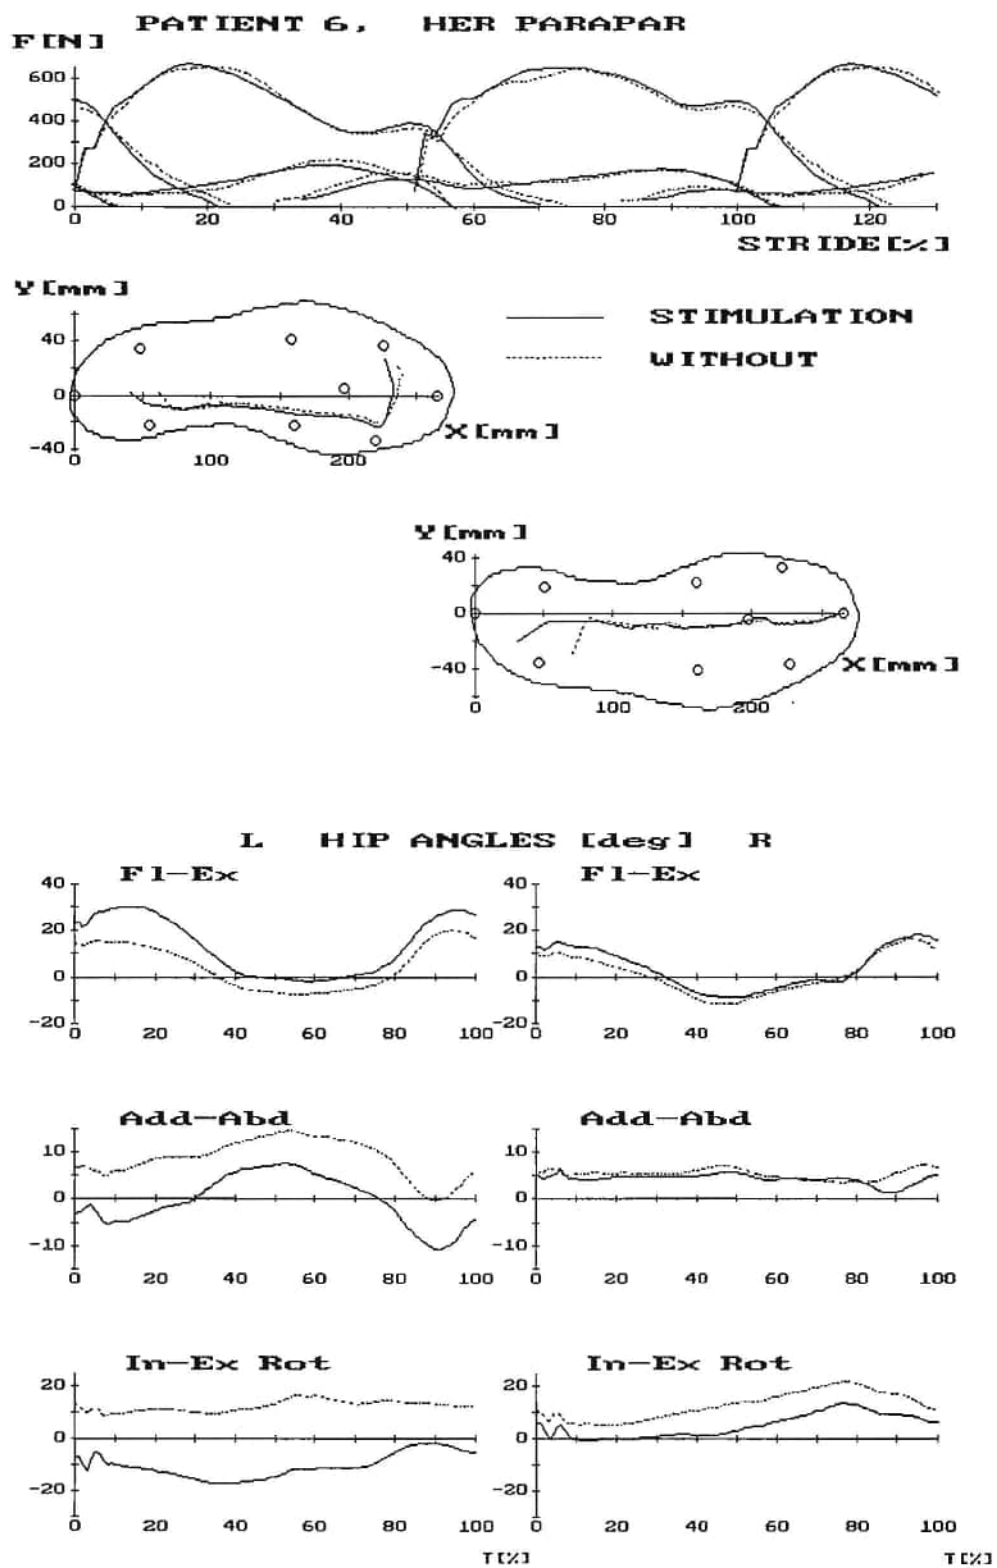 PATIENT 6, HER PARAPAR
F[N]
600
400
200
0
0 20 40 60 80 100 120
STRIDE[%]
Y[mm]
40
0
-40
0 100 200
X[mm]
STIMULATION
WITHOUT
Y[mm]
40
0
-40
0 100 200
X[mm]
L HIP ANGLES [deg] R
Fl-Ex Fl-Ex
40 40
20 20
0 0
-20 -20
0 20 40 60 80 100 0 20 40 60 80 100
Add-Abd Add-Abd
10 10
0 0
-10 -10
0 20 40 60 80 100 0 20 40 60 80 100
In-Ex Rot In-Ex Rot
20 20
0 0
-20 -20
0 20 40 60 80 100 0 20 40 60 80 100
T[%] T[%]